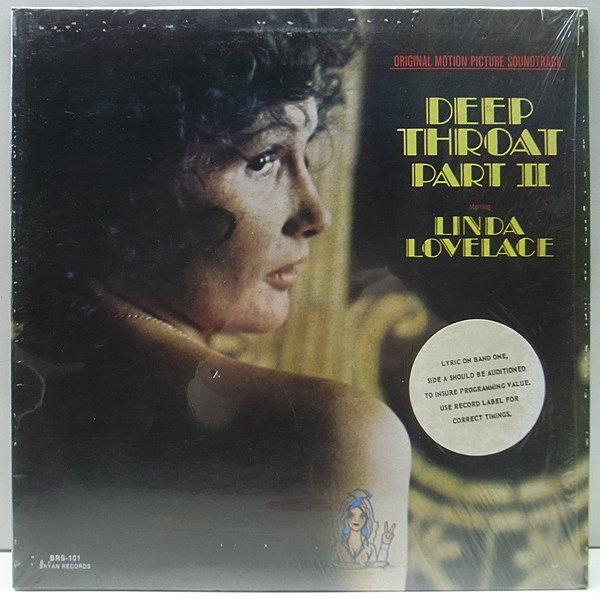 ORIGINAL MOTION PICTURE SOUNDTRACK
DEEP
THROAT
PART II
starring
LINDA
LOVELACE
LYRIC ON BAND ONE,
SIDE A SHOULD BE AUDITIONED
TO INSURE PROGRAMMING VALUE.
USE RECORD LABEL FOR
CORRECT TIMINGS.
BRS-101
BRYAN RECORDS